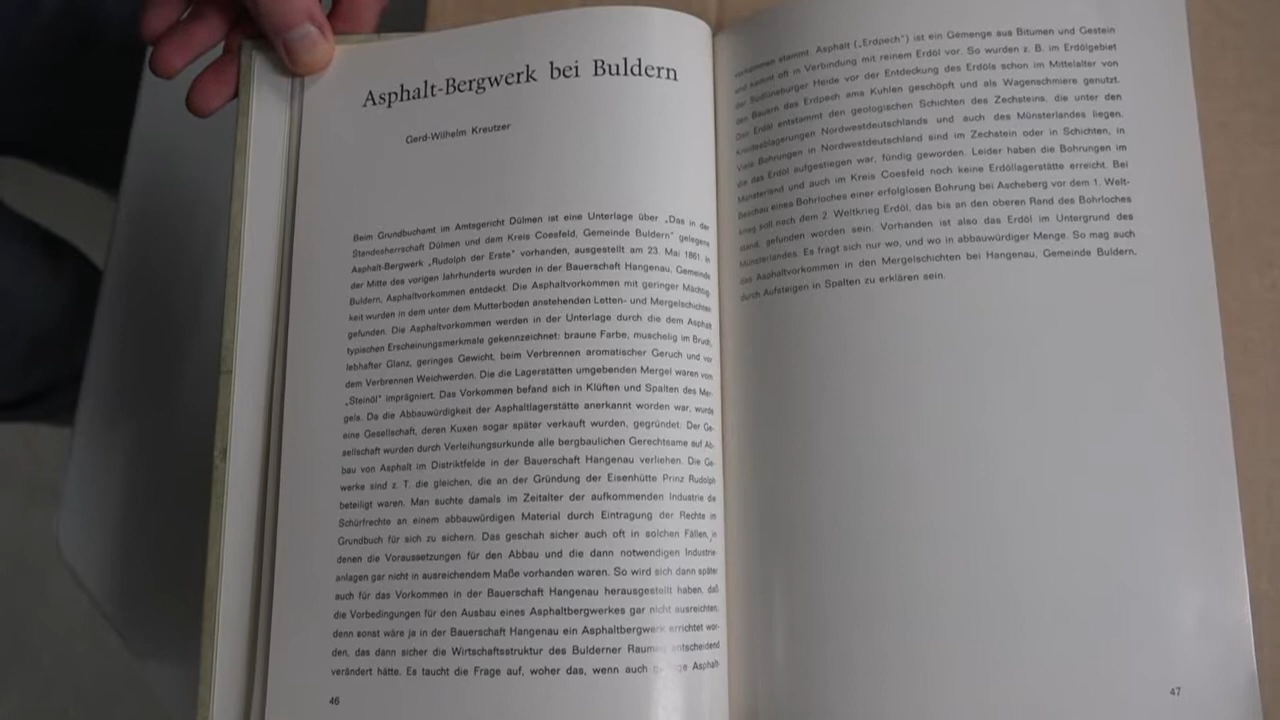 Asphalt-Bergwerk bei Buldern
Gerd-Wilhelm Kreutzer
Beim Grundbuchamt im Amtsgericht Dülmen ist eine Unterlage über „Das in der
Standesherrschaft Dülmen und dem Kreis Coesfeld, Gemeinde Buldern" gelegene
Asphalt-Bergwerk „Rudolph der Erste" vorhanden, ausgestellt am 23. Mai 1861. In
der Mitte des vorigen Jahrhunderts wurden in der Bauerschaft Hangenau, Gemeinde
Buldern, Asphaltvorkommen entdeckt. Die Asphaltvorkommen mit geringer Mächtig-
keit wurden in dem unter dem Mutterboden anstehenden Letten- und Mergelschichten
gefunden. Die Asphaltvorkommen werden in der Unterlage durch die dem Asphalt
typischen Erscheinungsmerkmale gekennzeichnet: braune Farbe, muschelig im Bruch,
lebhafter Glanz, geringes Gewicht, beim Verbrennen aromatischer Geruch und vor
dem Verbrennen Weichwerden. Die die Lagerstätten umgebenden Mergel waren vom
„Steinöl" imprägniert. Das Vorkommen befand sich in Klüften und Spalten des Mer-
gels. Da die Abbauwürdigkeit der Asphaltlagerstätte anerkannt worden war, wurde
eine Gesellschaft, deren Kuxen sogar später verkauft wurden, gegründet. Der Ge-
sellschaft wurden durch Verleihungsurkunde alle bergbaulichen Gerechtsame auf Ab-
bau von Asphalt im Distriktfelde in der Bauerschaft Hangenau verliehen. Die Ge-
werke sind z. T. die gleichen, die an der Gründung der Eisenhütte Prinz Rudolph
beteiligt waren. Man suchte damals im Zeitalter der aufkommenden Industrie die
Schürfrechte an einem abbauwürdigen Material durch Eintragung der Rechte im
Grundbuch für sich zu sichern. Das geschah sicher auch oft in solchen Fällen, in
denen die Voraussetzungen für den Abbau und die dann notwendigen Industrie-
anlagen gar nicht in ausreichendem Maße vorhanden waren. So wird sich dann später
auch für das Vorkommen in der Bauerschaft Hangenau herausgestellt haben, daß
die Vorbedingungen für den Ausbau eines Asphaltbergwerkes gar nicht ausreichten,
denn sonst wäre ja in der Bauerschaft Hangenau ein Asphaltbergwerk errichtet wor-
den, das dann sicher die Wirtschaftsstruktur des Bulderner Raumes entscheidend
verändert hätte. Es taucht die Frage auf, woher das, wenn auch Asphalt-
46
vorkommen stammt. Asphalt („Erdpech") ist ein Gemenge aus Bitumen und Gestein
und kommt oft in Verbindung mit reinem Erdöl vor. So wurden z. B. im Erdölgebiet
der Südlüneburger Heide vor der Entdeckung des Erdöls schon im Mittelalter von
den Bauern das Erdpech ams Kuhlen geschöpft und als Wagenschmiere genutzt.
Das Erdöl entstammt den geologischen Schichten des Zechsteins, die unter den
Kreideablagerungen Nordwestdeutschlands und auch des Münsterlandes liegen.
Viele Bohrungen in Nordwestdeutschland sind im Zechstein oder in Schichten, in
die das Erdöl aufgestiegen war, fündig geworden. Leider haben die Bohrungen im
Münsterland und auch im Kreis Coesfeld noch keine Erdöllagerstätte erreicht. Bei
Beschau eines Bohrloches einer erfolglosen Bohrung bei Ascheberg vor dem 1. Welt-
krieg soll nach dem 2. Weltkrieg Erdöl, das bis an den oberen Rand des Bohrloches
stand, gefunden worden sein. Vorhanden ist also das Erdöl im Untergrund des
Münsterlandes. Es fragt sich nur wo, und wo in abbauwürdiger Menge. So mag auch
das Asphaltvorkommen in den Mergelschichten bei Hangenau, Gemeinde Buldern,
durch Aufsteigen in Spalten zu erklären sein.
47